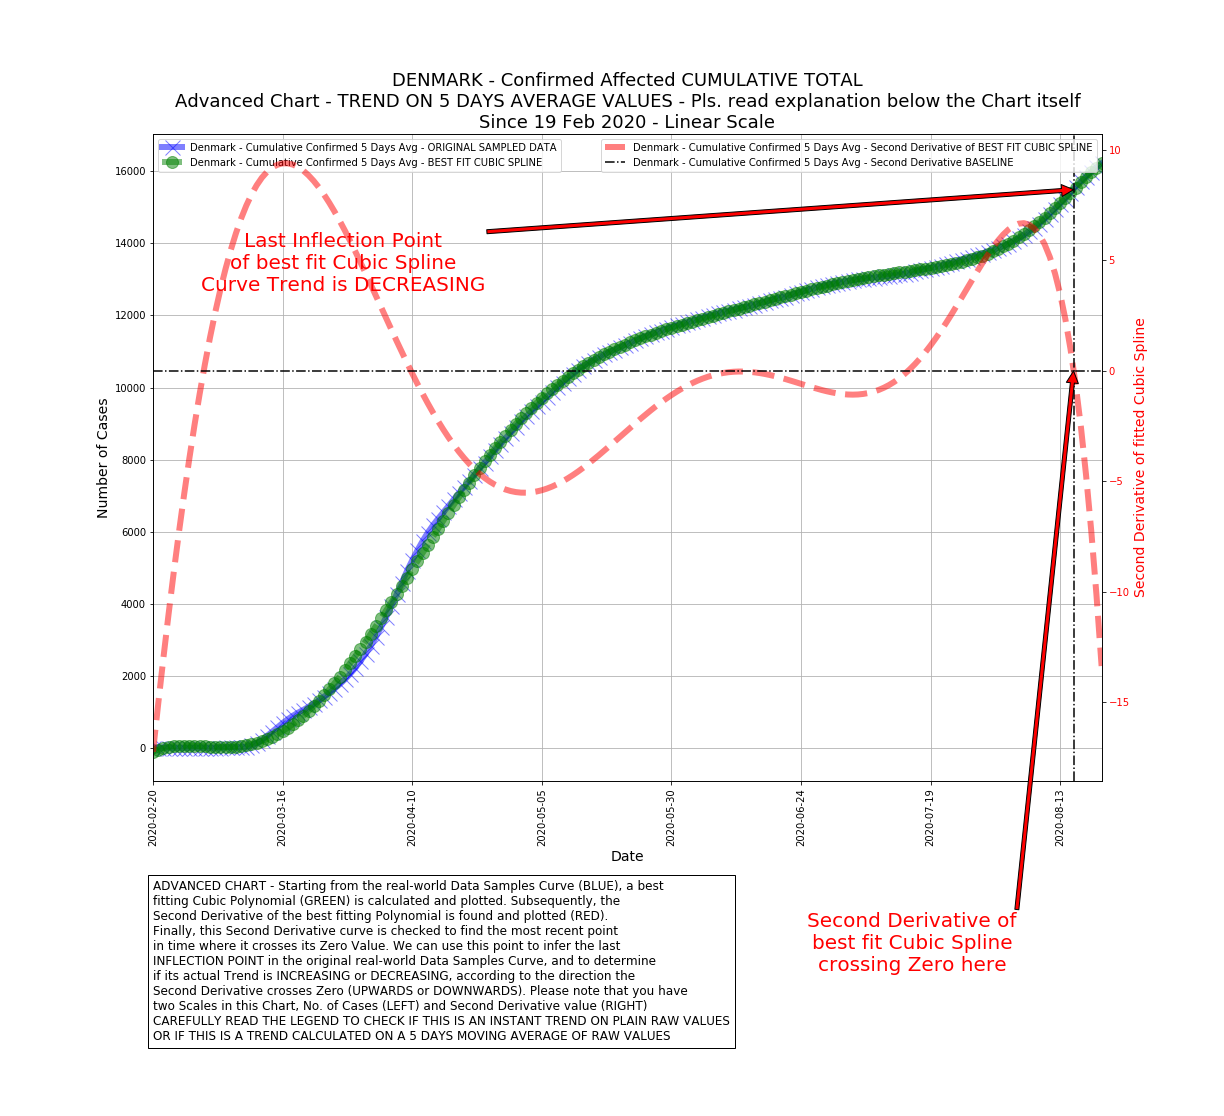 DENMARK - Confirmed Affected CUMULATIVE TOTAL
Advanced Chart - TREND ON 5 DAYS AVERAGE VALUES - Pls. read explanation below the Chart itself
Since 19 Feb 2020 - Linear Scale
Denmark - Cumulative Confirmed 5 Days Avg - ORIGINAL SAMPLED DATA
Denmark - Cumulative Confirmed 5 Days Avg - BEST FIT CUBIC SPLINE
Denmark - Cumulative Confirmed 5 Days Avg - Second Derivative of BEST FIT CUBIC SPLINE
Denmark - Cumulative Confirmed 5 Days Avg - Second Derivative BASELINE
Last Inflection Point
of best fit Cubic Spline
Curve Trend is DECREASING
Number of Cases
16000
14000
12000
10000
8000
6000
4000
2000
0
10
5
0
−5
−10
−15
Second Derivative of fitted Cubic Spline
2020-02-20
2020-03-16
2020-04-10
2020-05-05
2020-05-30
2020-06-24
2020-07-19
2020-08-13
Date
ADVANCED CHART - Starting from the real-world Data Samples Curve (BLUE), a best
fitting Cubic Polynomial (GREEN) is calculated and plotted. Subsequently, the
Second Derivative of the best fitting Polynomial is found and plotted (RED).
Finally, this Second Derivative curve is checked to find the most recent point
in time where it crosses its Zero Value. We can use this point to infer the last
INFLECTION POINT in the original real-world Data Samples Curve, and to determine
if its actual Trend is INCREASING or DECREASING, according to the direction the
Second Derivative crosses Zero (UPWARDS or DOWNWARDS). Please note that you have
two Scales in this Chart, No. of Cases (LEFT) and Second Derivative value (RIGHT)
CAREFULLY READ THE LEGEND TO CHECK IF THIS IS AN INSTANT TREND ON PLAIN RAW VALUES
OR IF THIS IS A TREND CALCULATED ON A 5 DAYS MOVING AVERAGE OF RAW VALUES
Second Derivative of
best fit Cubic Spline
crossing Zero here